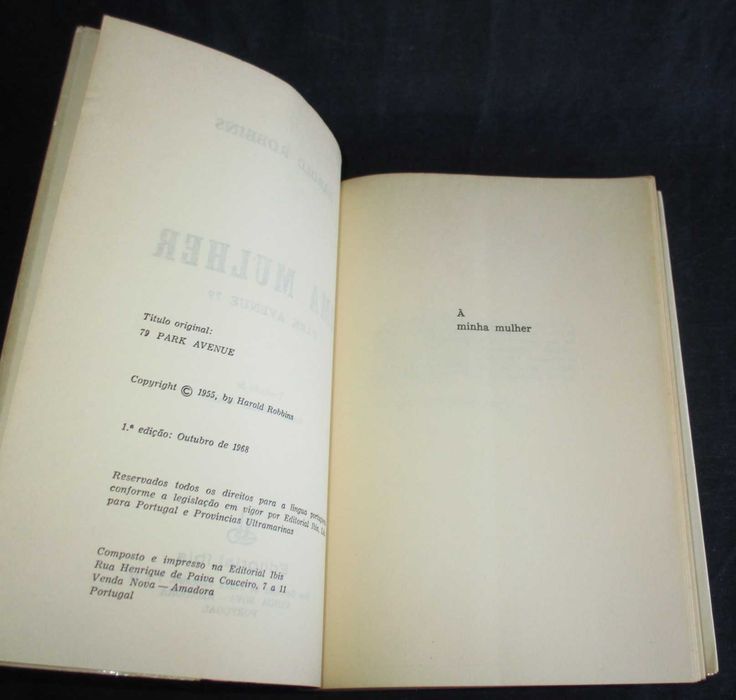 Título original:
79 PARK AVENUE
Copyright © 1955, by Harold Robbins
1.ª edição: Outubro de 1968
Reservados todos os direitos para a língua
conforme a legislação em vigor por Editorial Ibis,
para Portugal e Províncias Ultramarinas
Composto e impresso na Editorial Ibis
Rua Henrique de Paiva Couceiro, 7 a 11
Venda Nova — Amadora
Portugal
À
minha mulher